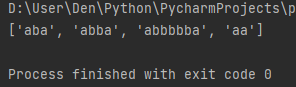 D:\User\Den\Python\PycharmProjects\p
['aba', 'abba', 'abbbbba', 'aa']
Process finished with exit code 0